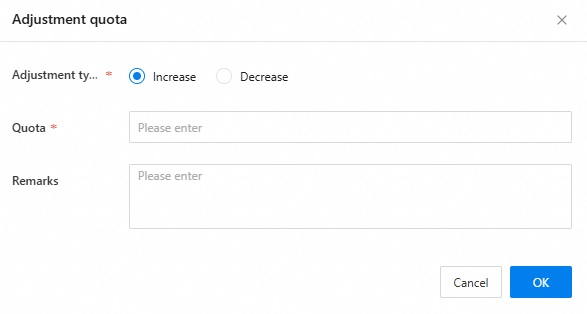 Adjustment quota
Adjustment ty... * Increase Decrease
Quota * Please enter
Remarks Please enter
Cancel OK